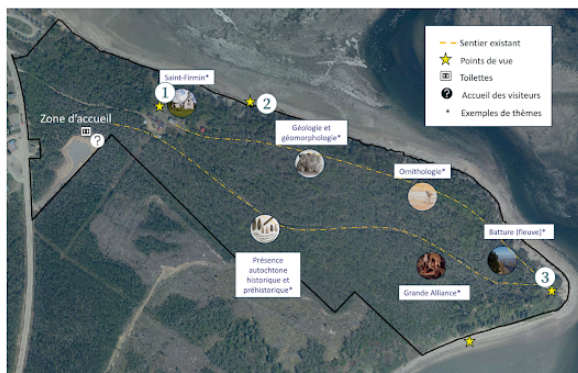 Sentier existant
Points de vue
Toilettes
? Accueil des visiteurs
* Exemples de thèmes
Saint-Firmin*
1
2
Zone d'accueil
?
Géologie et
géomorphologie*
Ornithologie*
Présence
autochtone
historique et
préhistorique*
Batture (fleuve)*
Grande Alliance*
3